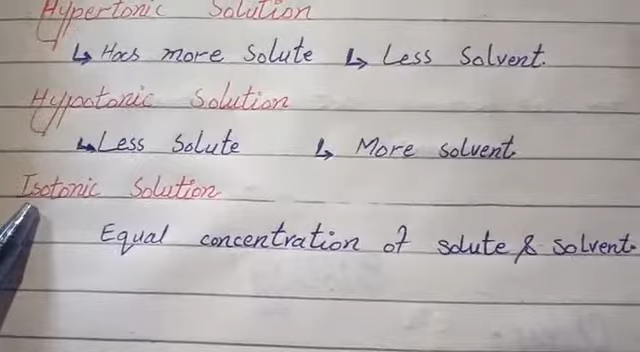 Hypertonic Solution
↳ Has more Solute ↳ Less Solvent.
Hypotonic Solution
↳ Less Solute ↳ More solvent.
Isotonic Solution
Equal concentration of solute & solvent.